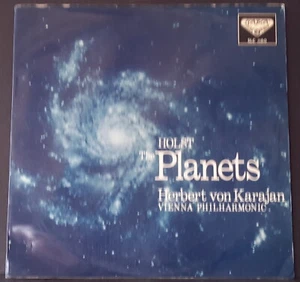 HOLST
The Planets
Herbert von Karajan
VIENNA PHILHARMONIC